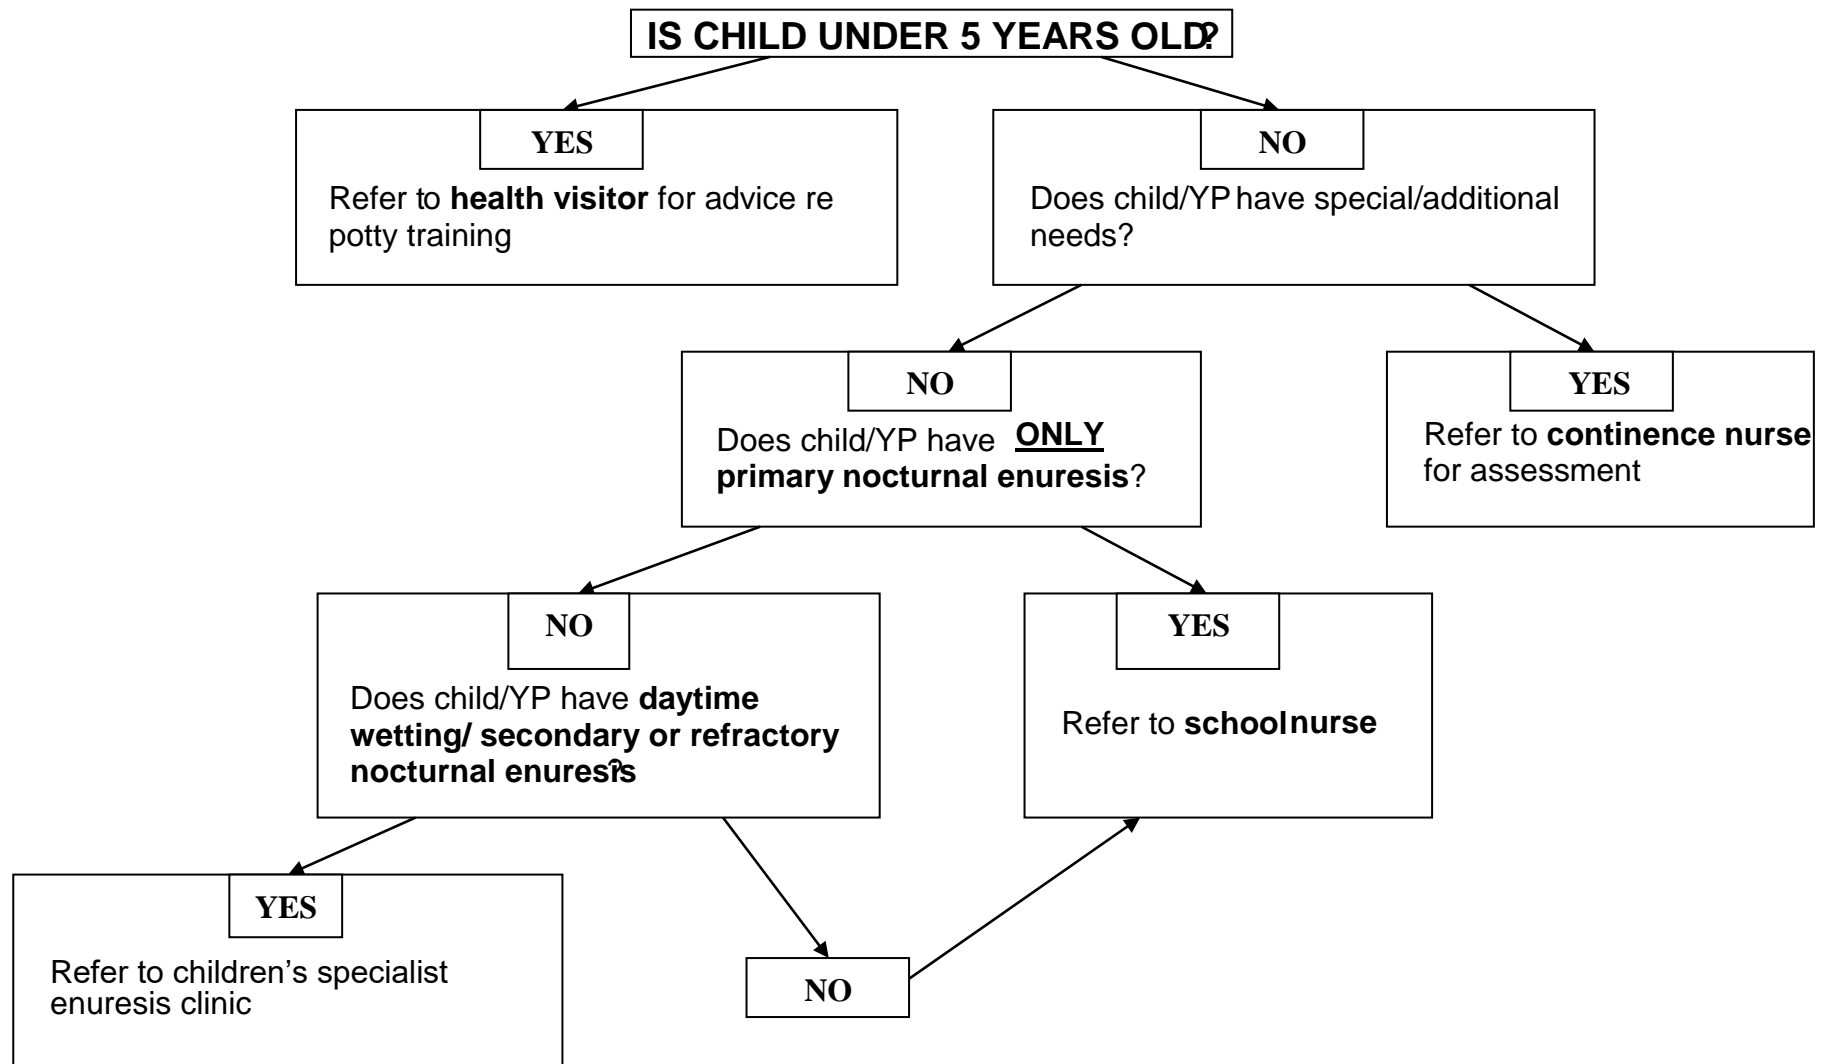 IS CHILD UNDER 5 YEARS OLD?
YES
Refer to health visitor for advice re
potty training
NO
Does child/YP have special/additional
needs?
NO
Does child/YP have ONLY
primary nocturnal enuresis?
YES
Refer to continence nurse
for assessment
NO
Does child/YP have daytime
wetting/ secondary or refractory
nocturnal enuresis?
YES
Refer to school nurse
YES
Refer to children's specialist
enuresis clinic
NO